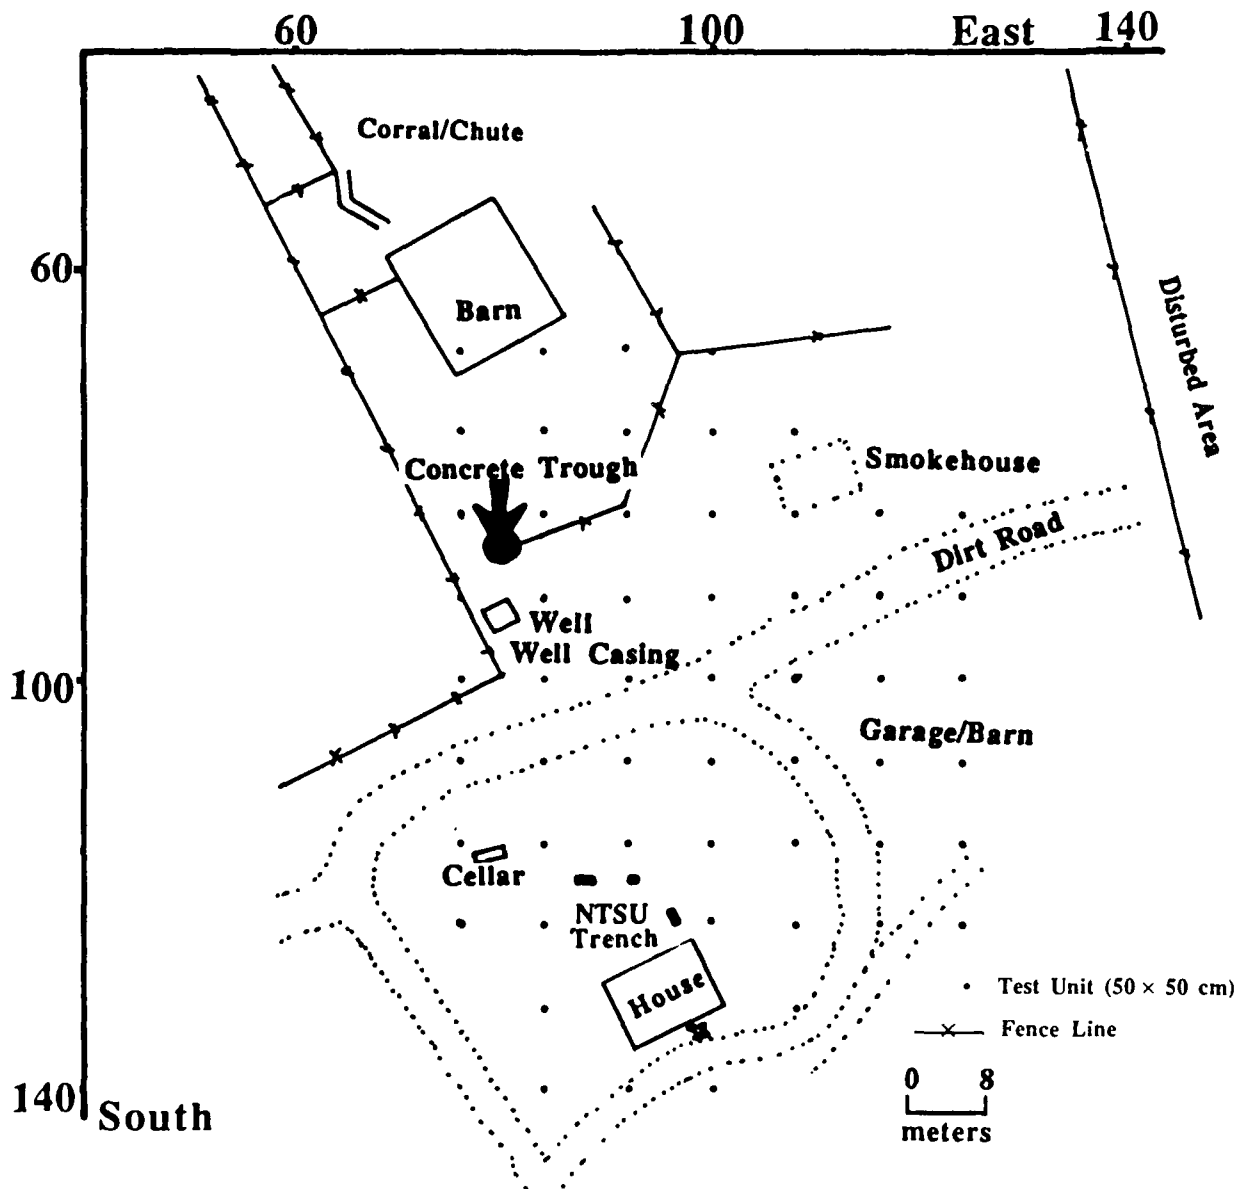 60 100 East 140
Corral/Chute
60
Barn
Disturbed Area
Concrete Trough
Smokehouse
Dirt Road
Well
Well Casing
100
Garage/Barn
Cellar
NTSU
Trench
House
Test Unit (50 × 50 cm)
Fence Line
0 8
meters
140
South